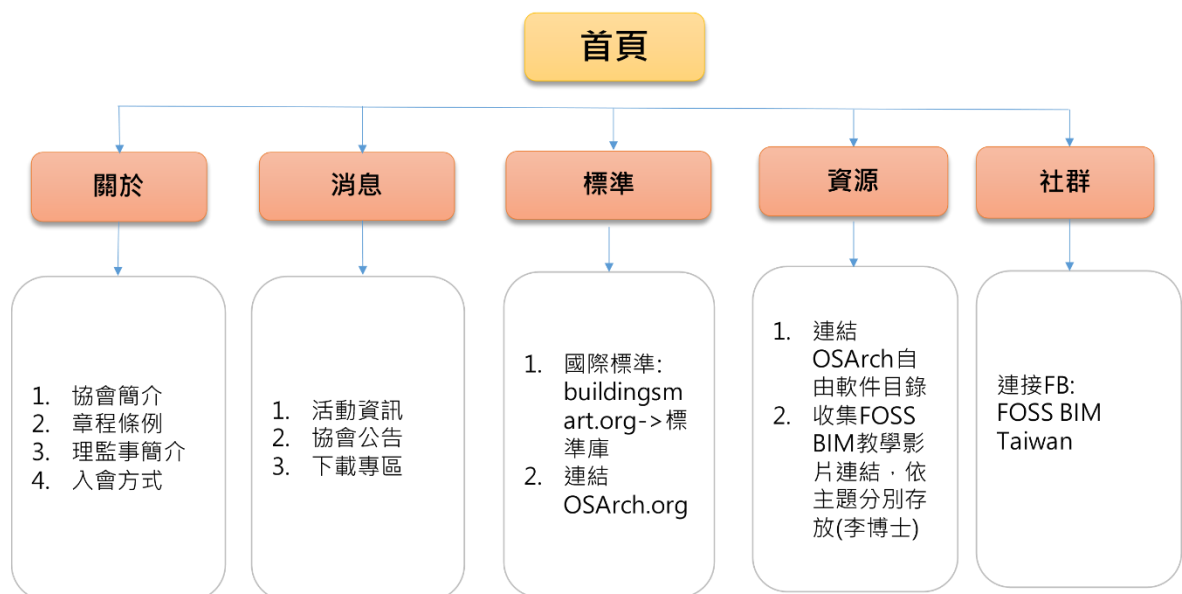 首頁
關於
消息
標準
資源
社群
1. 協會簡介
2. 章程條例
3. 理監事簡介
4. 入會方式
1. 活動資訊
2. 協會公告
3. 下載專區
1. 國際標準:
buildingsm
art.org->標
準庫
2. 連結
OSArch.org
1. 連結
OSArch自
由軟件目錄
2. 收集FOSS
BIM教學影
片連結，依
主題分別存
放(李博士)
連接FB:
FOSS BIM
Taiwan